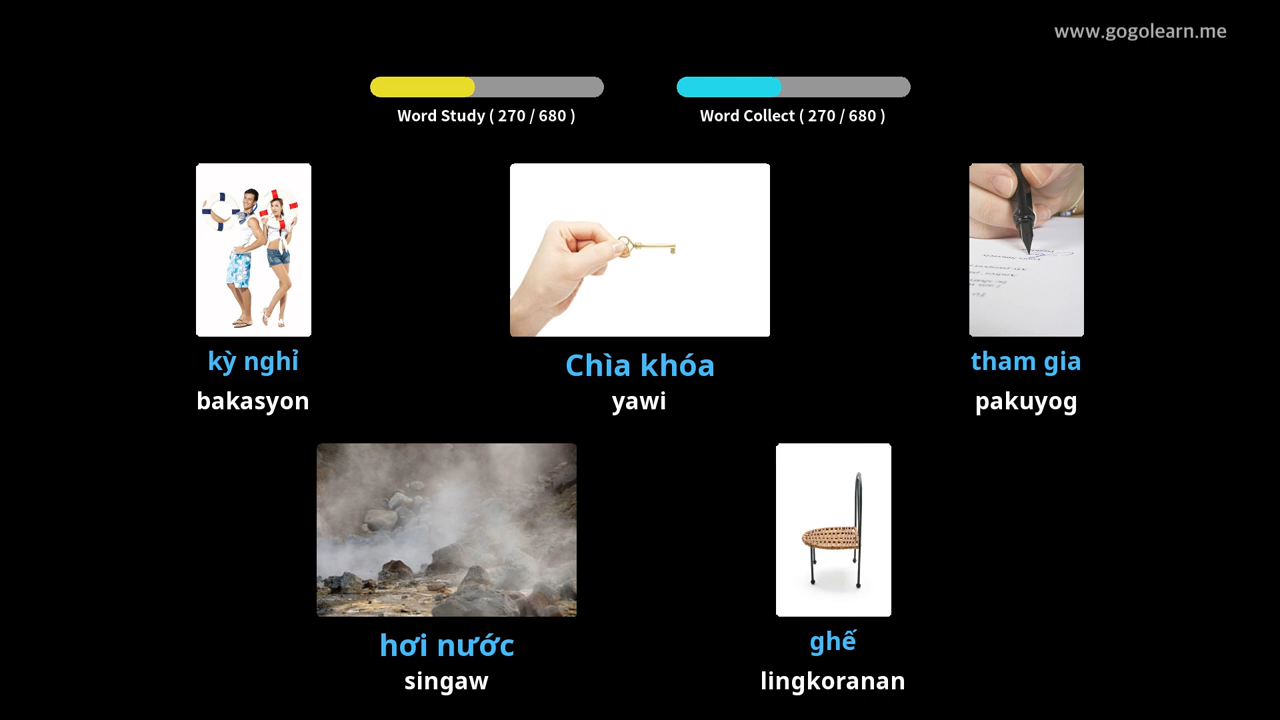 www.gogolearn.me
Word Study ( 270 / 680 )
Word Collect ( 270 / 680 )
kỳ nghỉ
bakasyon
Chìa khóa
yawi
tham gia
pakuyog
hơi nước
singaw
ghế
lingkoranan